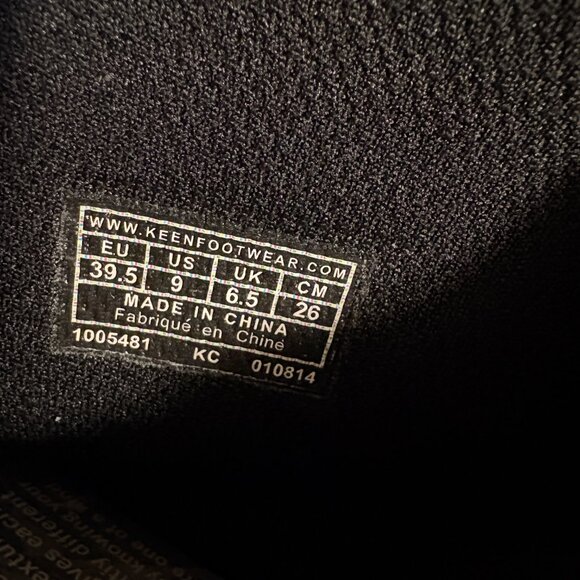 WWW.KEENFOOTWEAR.COM
EU US UK CM
39.5 9 6.5 26
MADE IN CHINA
Fabriqué en Chine
1005481 KC 010814
different